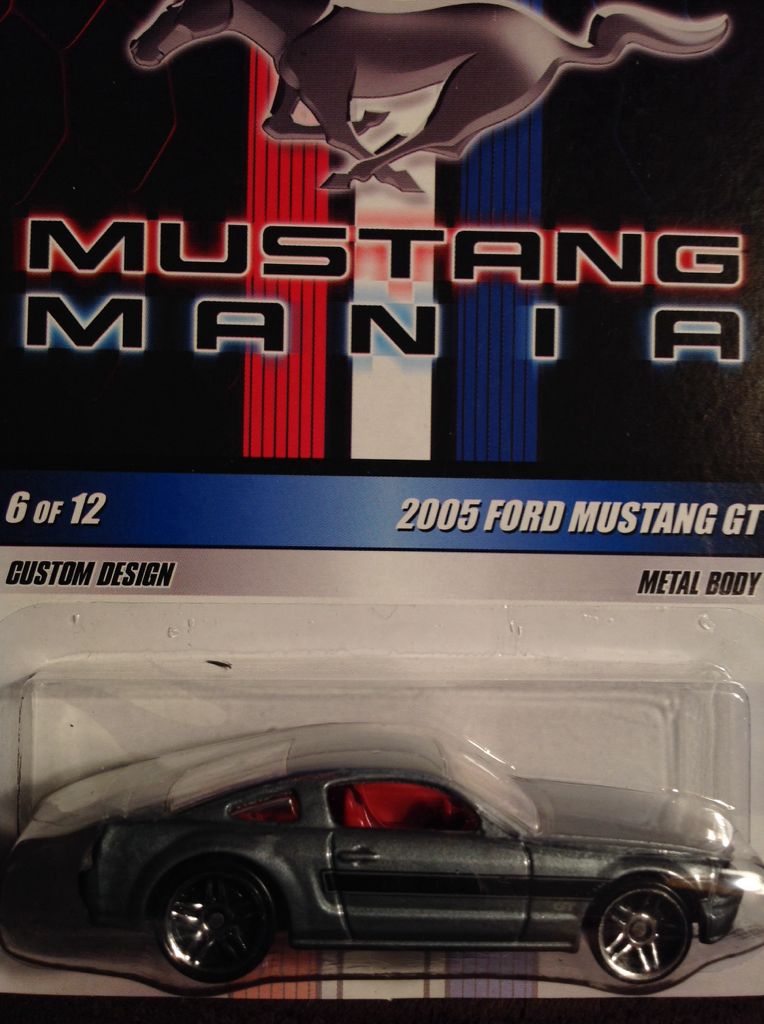 MUSTANG
MANIA
6 OF 12
2005 FORD MUSTANG GT
CUSTOM DESIGN
METAL BODY